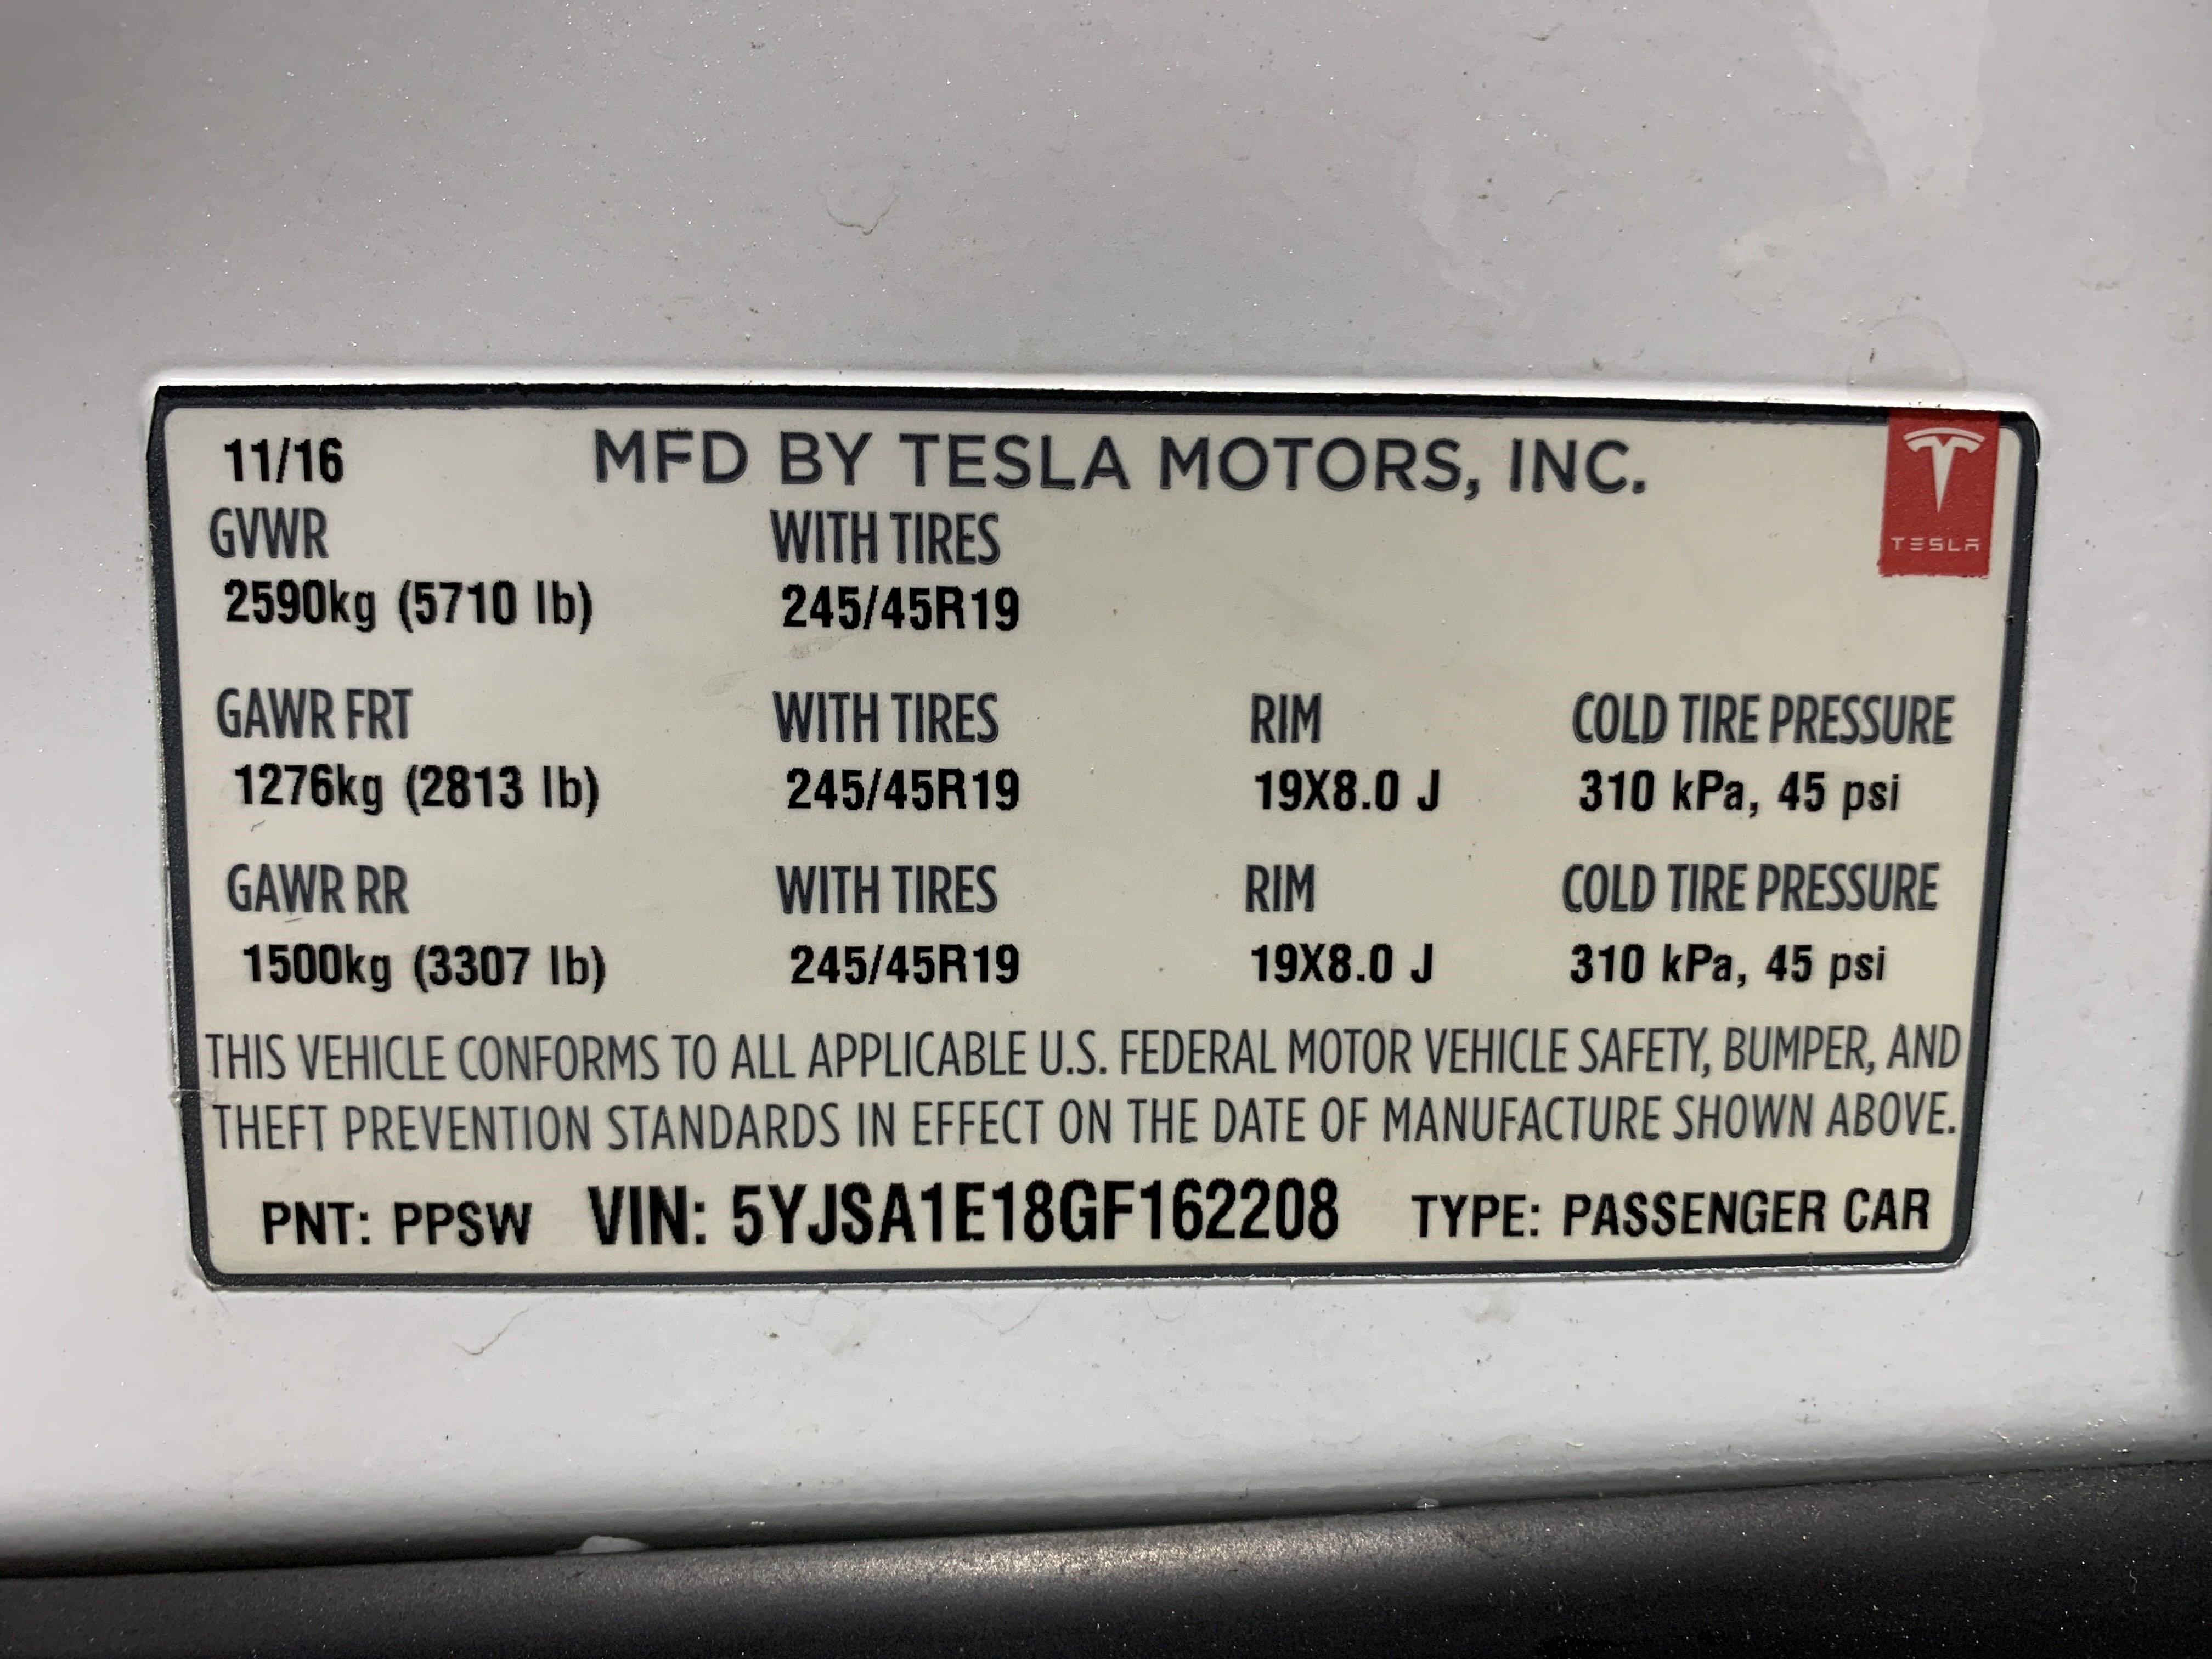 11/16 MFD BY TESLA MOTORS, INC.
TESLA
GVWR WITH TIRES
2590kg (5710 lb) 245/45R19
GAWR FRT WITH TIRES RIM COLD TIRE PRESSURE
1276kg (2813 lb) 245/45R19 19X8.0 J 310 kPa, 45 psi
GAWR RR WITH TIRES RIM COLD TIRE PRESSURE
1500kg (3307 lb) 245/45R19 19X8.0 J 310 kPa, 45 psi
THIS VEHICLE CONFORMS TO ALL APPLICABLE U.S. FEDERAL MOTOR VEHICLE SAFETY, BUMPER, AND
THEFT PREVENTION STANDARDS IN EFFECT ON THE DATE OF MANUFACTURE SHOWN ABOVE.
PNT: PPSW VIN: 5YJSA1E18GF162208 TYPE: PASSENGER CAR